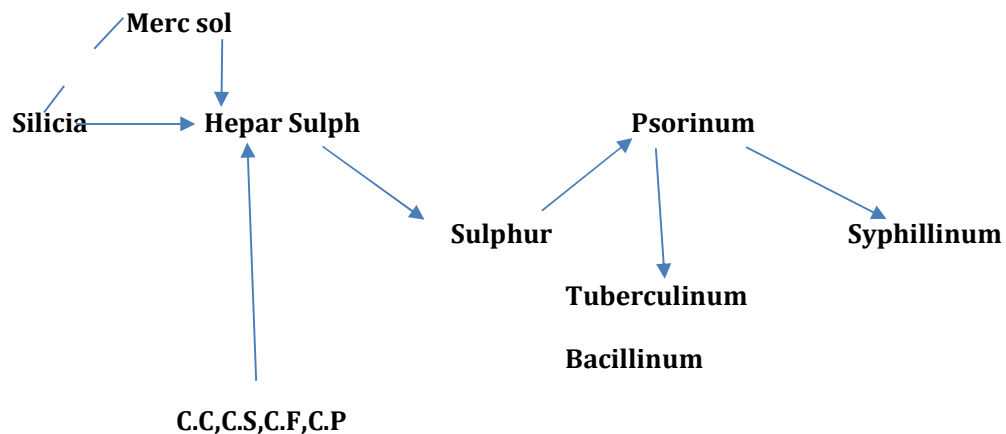 Merc sol
Silicia
Hepar Sulph
Psorinum
Sulphur
Syphillinum
Tuberculinum
Bacillinum
C.C,C.S,C.F,C.P